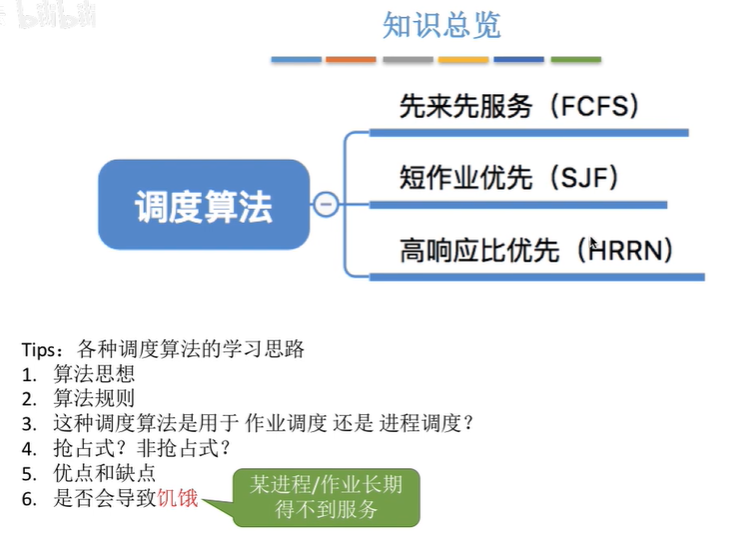 知识总览
先来先服务（FCFS）
短作业优先（SJF）
高响应比优先（HRRN）
调度算法
Tips：各种调度算法的学习思路
1. 算法思想
2. 算法规则
3. 这种调度算法是用于 作业调度 还是 进程调度？
4. 抢占式？非抢占式？
5. 优点和缺点
6. 是否会导致饥饿
某进程/作业长期
得不到服务